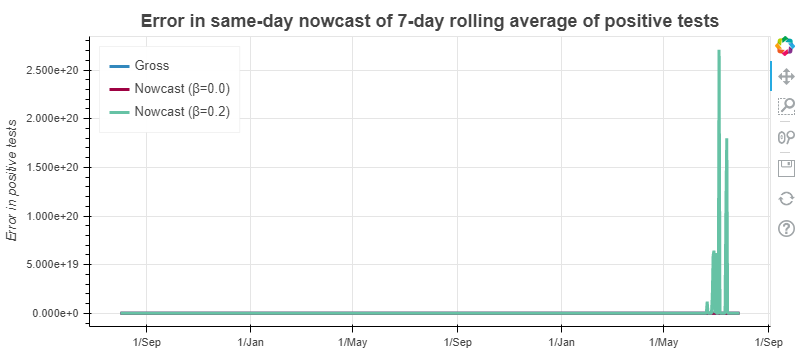 Error in same-day nowcast of 7-day rolling average of positive tests
Gross
Nowcast (β=0.0)
Nowcast (β=0.2)
Error in positive tests
2.500e+20
2.000e+20
1.500e+20
1.000e+20
5.000e+19
0.000e+0
1/Sep 1/Jan 1/May 1/Sep 1/Jan 1/May 1/Sep